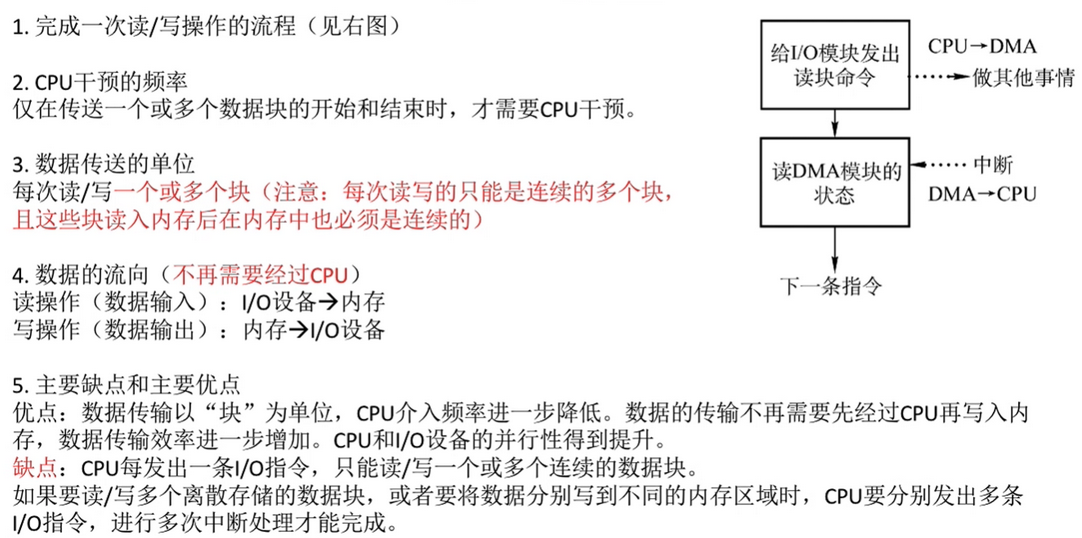 1. 完成一次读/写操作的流程（见右图）
2. CPU干预的频率
仅在传送一个或多个数据块的开始和结束时，才需要CPU干预。
3. 数据传送的单位
每次读/写一个或多个块（注意：每次读写的只能是连续的多个块，
且这些块读入内存后在内存中也必须是连续的）
4. 数据的流向（不再需要经过CPU）
读操作（数据输入）：I/O设备→内存
写操作（数据输出）：内存→I/O设备
5. 主要缺点和主要优点
优点：数据传输以“块”为单位，CPU介入频率进一步降低。数据的传输不再需要先经过CPU再写入内
存，数据传输效率进一步增加。CPU和I/O设备的并行性得到提升。
缺点：CPU每发出一条I/O指令，只能读/写一个或多个连续的数据块。
如果要读/写多个离散存储的数据块，或者要将数据分别写到不同的内存区域时，CPU要分别发出多条
I/O指令，进行多次中断处理才能完成。
给I/O模块发出
读块命令
CPU→DMA
做其他事情
读DMA模块的
状态
中断
DMA→CPU
下一条指令